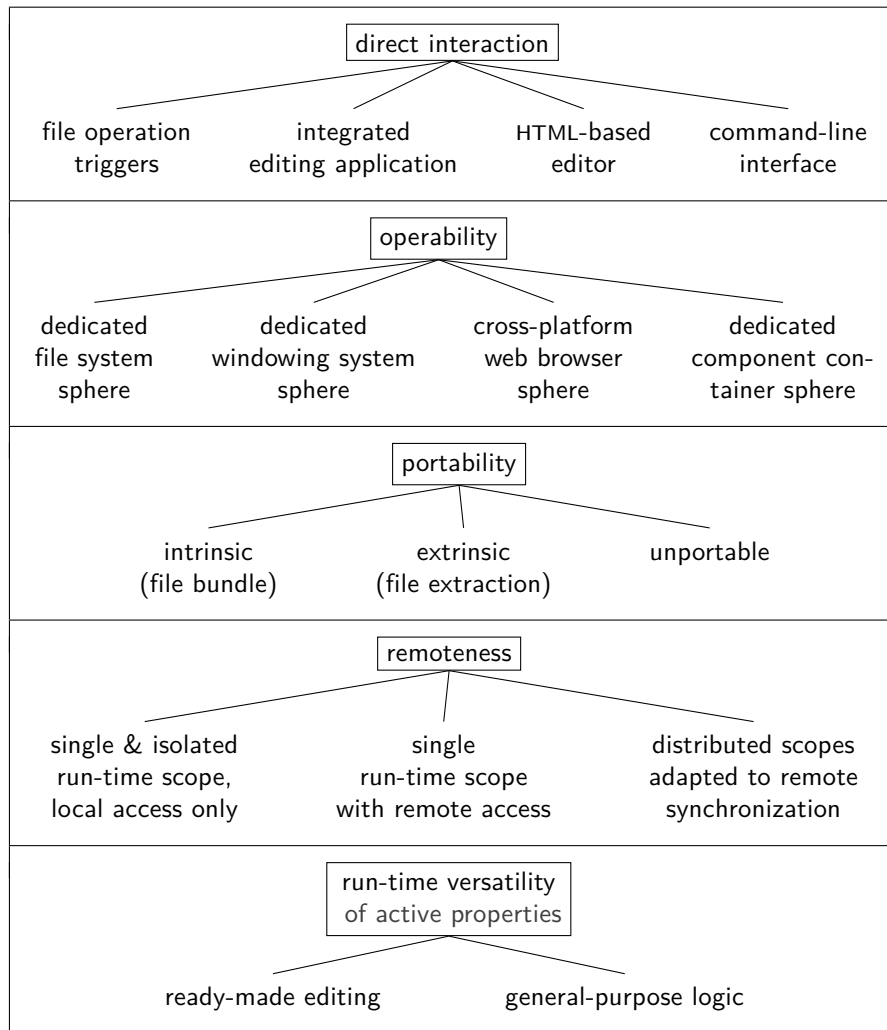 direct interaction
file operation triggers
integrated editing application
HTML-based editor
command-line interface
operability
dedicated file system sphere
dedicated windowing system sphere
cross-platform web browser sphere
dedicated component con-tainer sphere
portability
intrinsic (file bundle)
extrinsic (file extraction)
unportable
remoteness
single & isolated run-time scope, local access only
single run-time scope with remote access
distributed scopes adapted to remote synchronization
run-time versatility
of active properties
ready-made editing
general-purpose logic